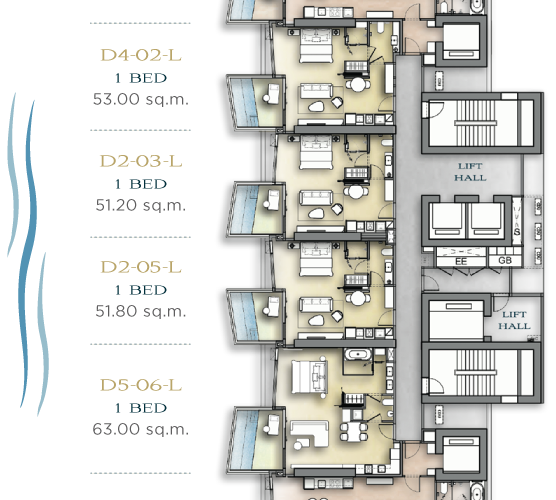 D4-02-L
1 BED
53.00 sq.m.
D2-03-L
1 BED
51.20 sq.m.
D2-05-L
1 BED
51.80 sq.m.
D5-06-L
1 BED
63.00 sq.m.
LIFT
HALL
S
EE
GB
LIFT
HALL